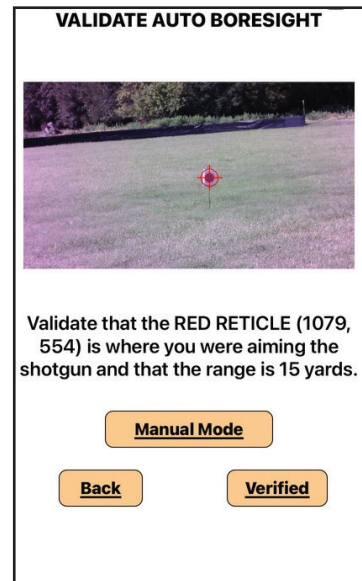 VALIDATE AUTO BORESIGHT
Validate that the RED RETICLE (1079,
554) is where you were aiming the
shotgun and that the range is 15 yards.
Manual Mode
Back
Verified